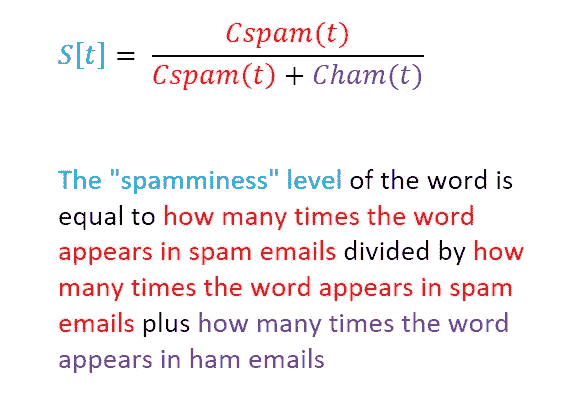 S[t] = Cspam(t) / Cspam(t) + Cham(t)
The "spamminess" level of the word is
equal to how many times the word
appears in spam emails divided by how
many times the word appears in spam
emails plus how many times the word
appears in ham emails